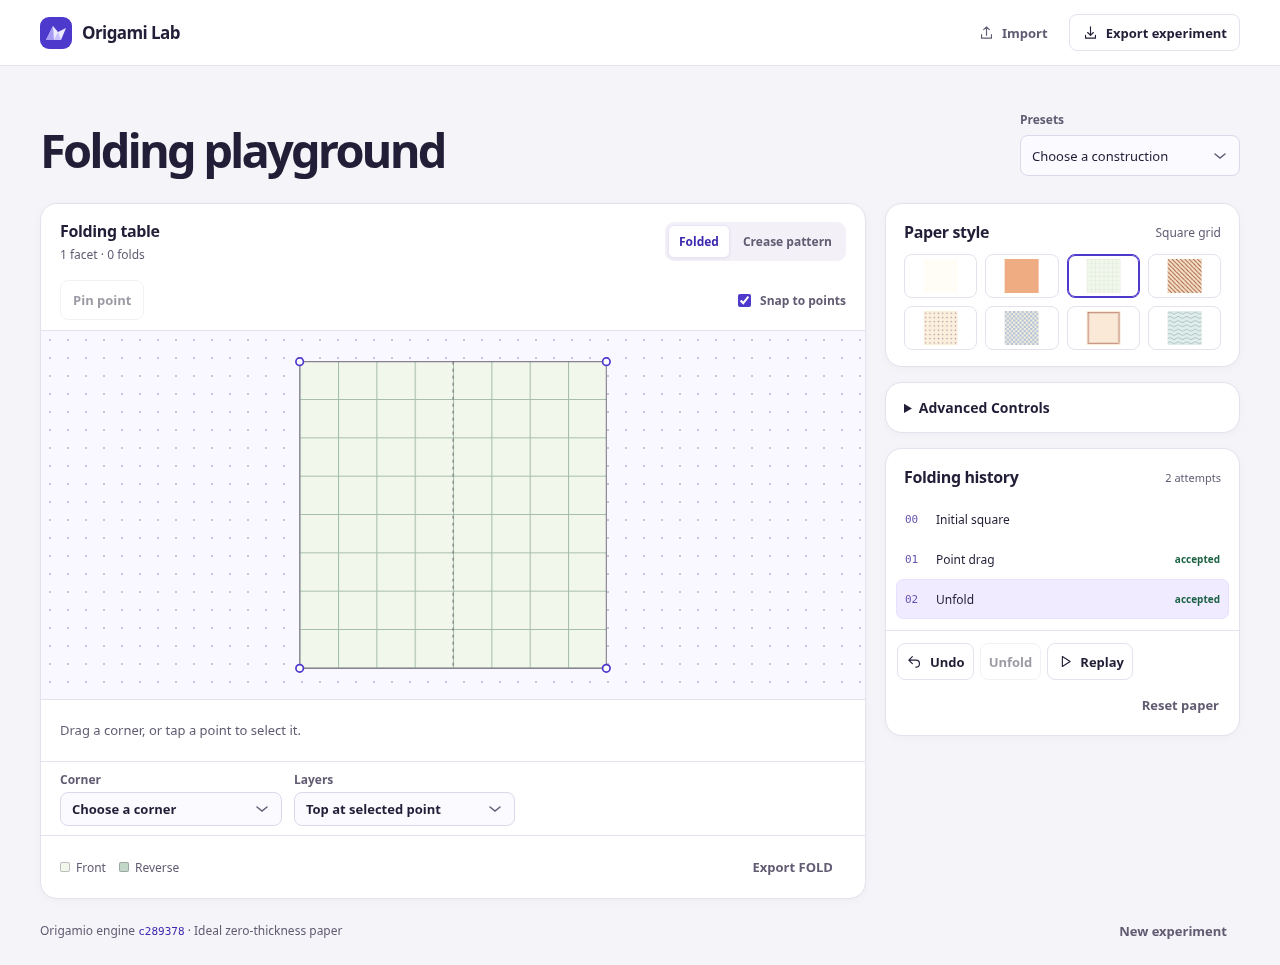 Origami Lab
Import
Export experiment
Folding playground
Presets
Choose a construction
Folding table
1 facet · 0 folds
Folded
Crease pattern
Pin point
Snap to points
Drag a corner, or tap a point to select it.
Corner
Layers
Choose a corner
Top at selected point
Front
Reverse
Export FOLD
Paper style
Square grid
Advanced Controls
Folding history
2 attempts
00 Initial square
01 Point drag accepted
02 Unfold accepted
Undo
Unfold
Replay
Reset paper
Origamio engine c289378 · Ideal zero-thickness paper
New experiment